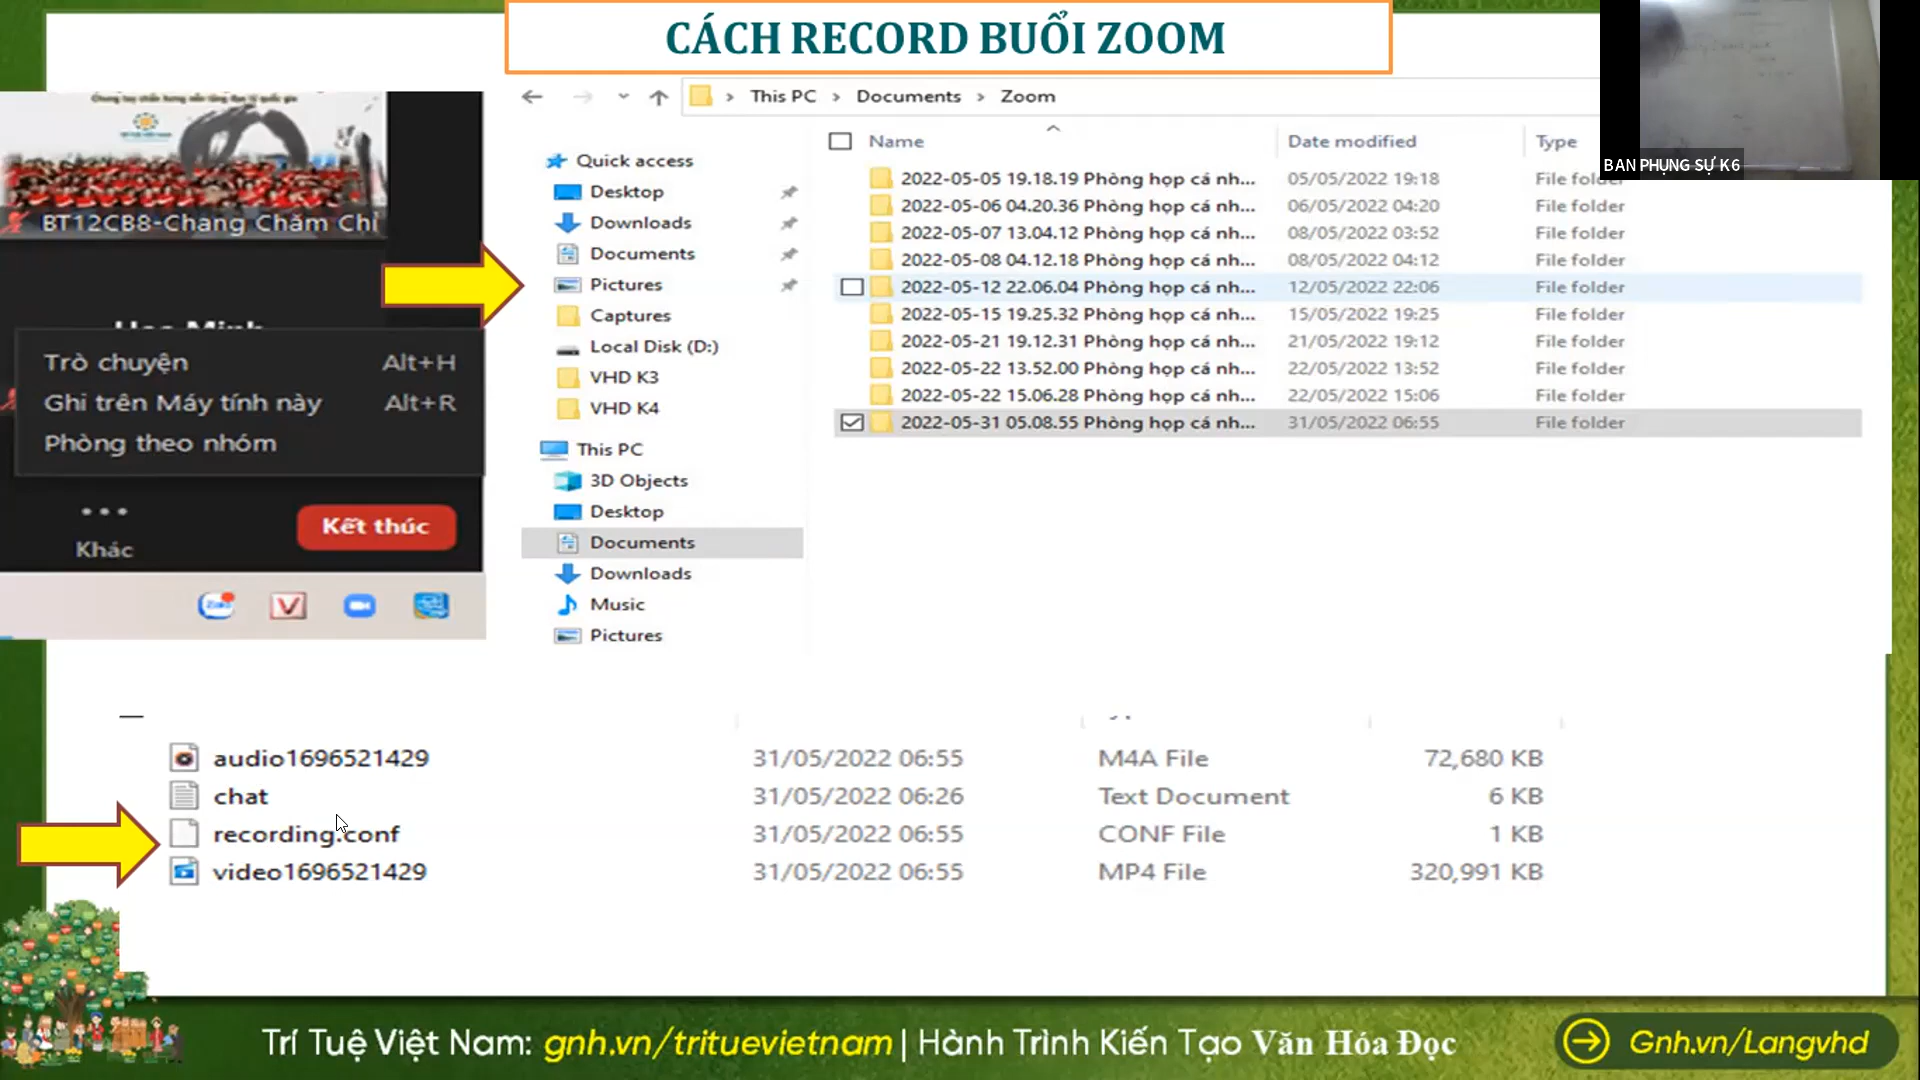 CÁCH RECORD BUỔI ZOOM
BAN PHỤNG SỰ K6
Chung tay chấn hưng nền tảng đạo lý quốc gia
BT12CB8-Chang Chăm Chỉ
Trò chuyện Alt+H
Ghi trên Máy tính này Alt+R
Phòng theo nhóm
Khác
Kết thúc
Zalo
This PC > Documents > Zoom
Quick access
Desktop
Downloads
Documents
Pictures
Captures
Local Disk (D:)
VHD K3
VHD K4
This PC
3D Objects
Desktop
Documents
Downloads
Music
Pictures
Name Date modified Type
2022-05-05 19.18.19 Phòng họp cá nh... 05/05/2022 19:18 File folder
2022-05-06 04.20.36 Phòng họp cá nh... 06/05/2022 04:20 File folder
2022-05-07 13.04.12 Phòng họp cá nh... 08/05/2022 03:52 File folder
2022-05-08 04.12.18 Phòng họp cá nh... 08/05/2022 04:12 File folder
2022-05-12 22.06.04 Phòng họp cá nh... 12/05/2022 22:06 File folder
2022-05-15 19.25.32 Phòng họp cá nh... 15/05/2022 19:25 File folder
2022-05-21 19.12.31 Phòng họp cá nh... 21/05/2022 19:12 File folder
2022-05-22 13.52.00 Phòng họp cá nh... 22/05/2022 13:52 File folder
2022-05-22 15.06.28 Phòng họp cá nh... 22/05/2022 15:06 File folder
2022-05-31 05.08.55 Phòng họp cá nh... 31/05/2022 06:55 File folder
audio1696521429 31/05/2022 06:55 M4A File 72,680 KB
chat 31/05/2022 06:26 Text Document 6 KB
recording.conf 31/05/2022 06:55 CONF File 1 KB
video1696521429 31/05/2022 06:55 MP4 File 320,991 KB
Trí Tuệ Việt Nam: gnh.vn/trituevietnam | Hành Trình Kiến Tạo Văn Hóa Đọc
Gnh.vn/Langvhd